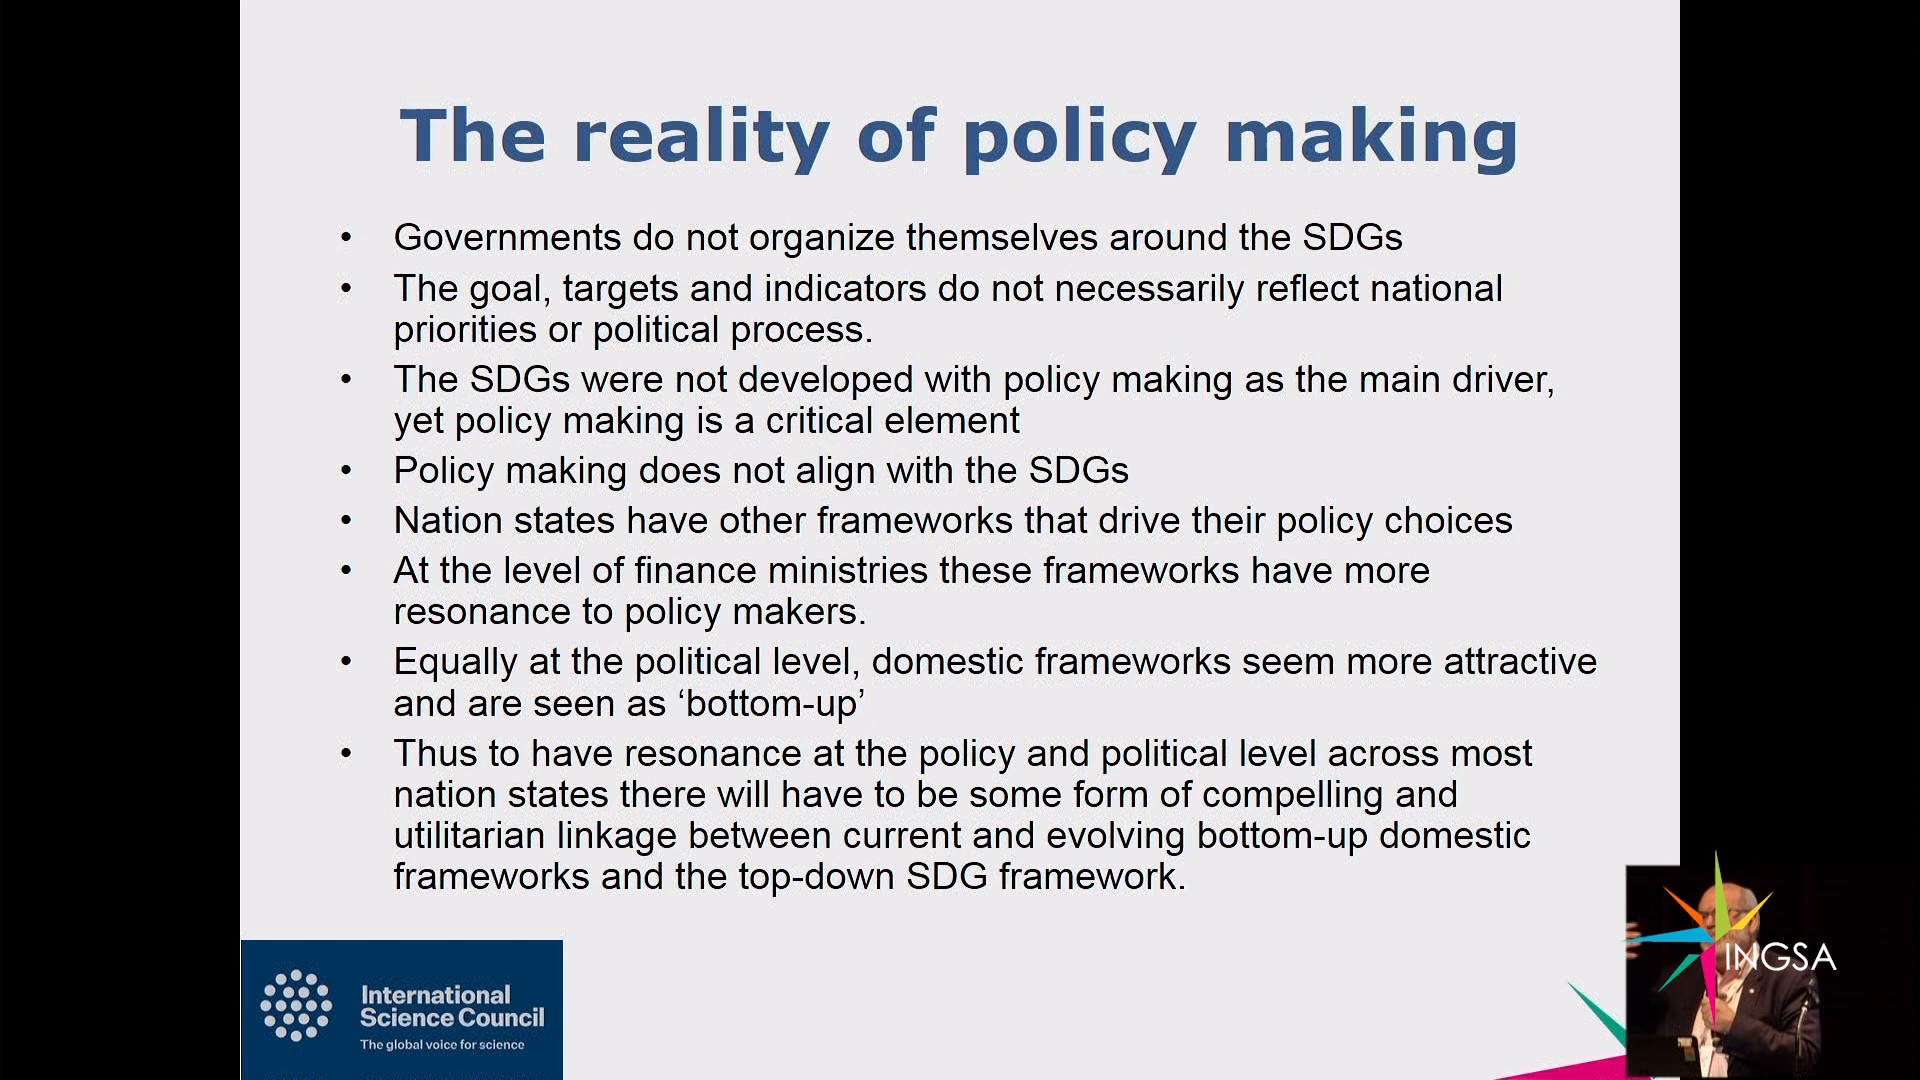 The reality of policy making
• Governments do not organize themselves around the SDGs
• The goal, targets and indicators do not necessarily reflect national
priorities or political process.
• The SDGs were not developed with policy making as the main driver,
yet policy making is a critical element
• Policy making does not align with the SDGs
• Nation states have other frameworks that drive their policy choices
• At the level of finance ministries these frameworks have more
resonance to policy makers.
• Equally at the political level, domestic frameworks seem more attractive
and are seen as ‘bottom-up’
• Thus to have resonance at the policy and political level across most
nation states there will have to be some form of compelling and
utilitarian linkage between current and evolving bottom-up domestic
frameworks and the top-down SDG framework.
International
Science Council
The global voice for science
INGSA